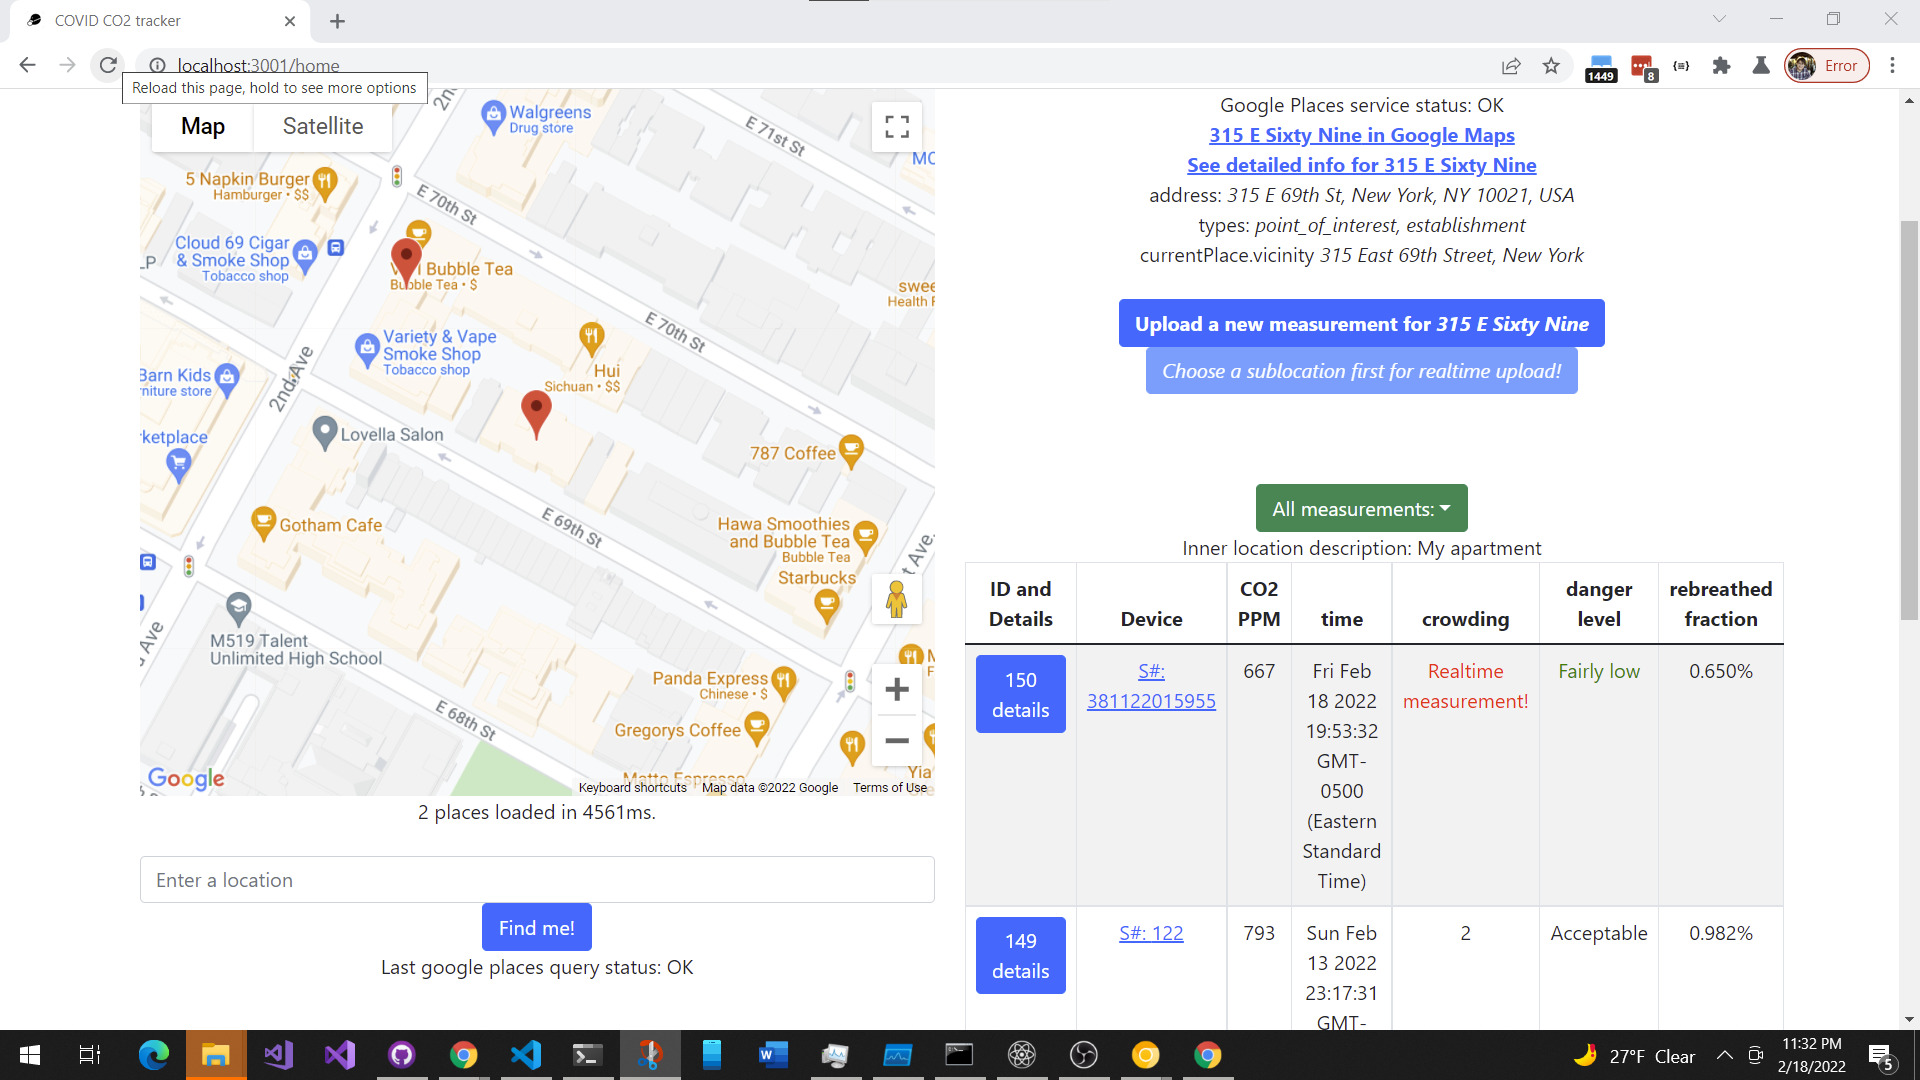 COVID CO2 tracker
localhost:3001/home
1449
8
Error
Reload this page, hold to see more options
Map
Satellite
Walgreens
Drug store
E 71st St
5 Napkin Burger
Hamburger • $$
E 70th St
Cloud 69 Cigar
& Smoke Shop
Tobacco shop
Bubble Tea
Bubble Tea • $
swee
Health F
Variety & Vape
Smoke Shop
Tobacco shop
E 70th St
Hui
Sichuan • $$
2nd Ave
Barn Kids
rniture store
Lovella Salon
rketplace
787 Coffee
Gotham Cafe
E 69th St
Hawa Smoothies
and Bubble Tea
Bubble Tea
Starbucks
t Ave.
M519 Talent
Unlimited High School
d Ave
Panda Express
Chinese • $
E 68th St
Gregorys Coffee
Matto Espresso
Yia
Google
Keyboard shortcuts
Map data ©2022 Google
Terms of Use
2 places loaded in 4561ms.
Enter a location
Find me!
Last google places query status: OK
Google Places service status: OK
315 E Sixty Nine in Google Maps
See detailed info for 315 E Sixty Nine
address: 315 E 69th St, New York, NY 10021, USA
types: point_of_interest, establishment
currentPlace.vicinity 315 East 69th Street, New York
Upload a new measurement for 315 E Sixty Nine
Choose a sublocation first for realtime upload!
All measurements:
Inner location description: My apartment
ID and Details
Device
CO2 PPM
time
crowding
danger level
rebreathed fraction
150 details
S#: 381122015955
667
Fri Feb 18 2022 19:53:32 GMT-0500 (Eastern Standard Time)
Realtime measurement!
Fairly low
0.650%
149 details
S#: 122
793
Sun Feb 13 2022 23:17:31 GMT-
2
Acceptable
0.982%
27°F Clear
11:32 PM
2/18/2022
5